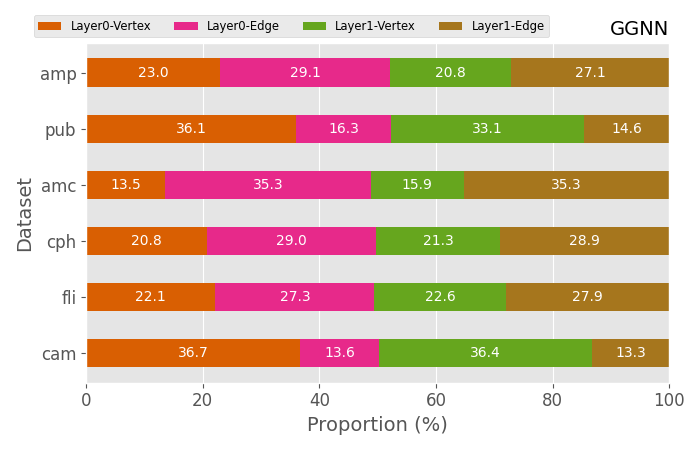 Layer0-Vertex Layer0-Edge Layer1-Vertex Layer1-Edge GGNN
amp 23.0 29.1 20.8 27.1
pub 36.1 16.3 33.1 14.6
amc 13.5 35.3 15.9 35.3
cph 20.8 29.0 21.3 28.9
fli 22.1 27.3 22.6 27.9
cam 36.7 13.6 36.4 13.3
Dataset
0 20 40 60 80 100
Proportion (%)